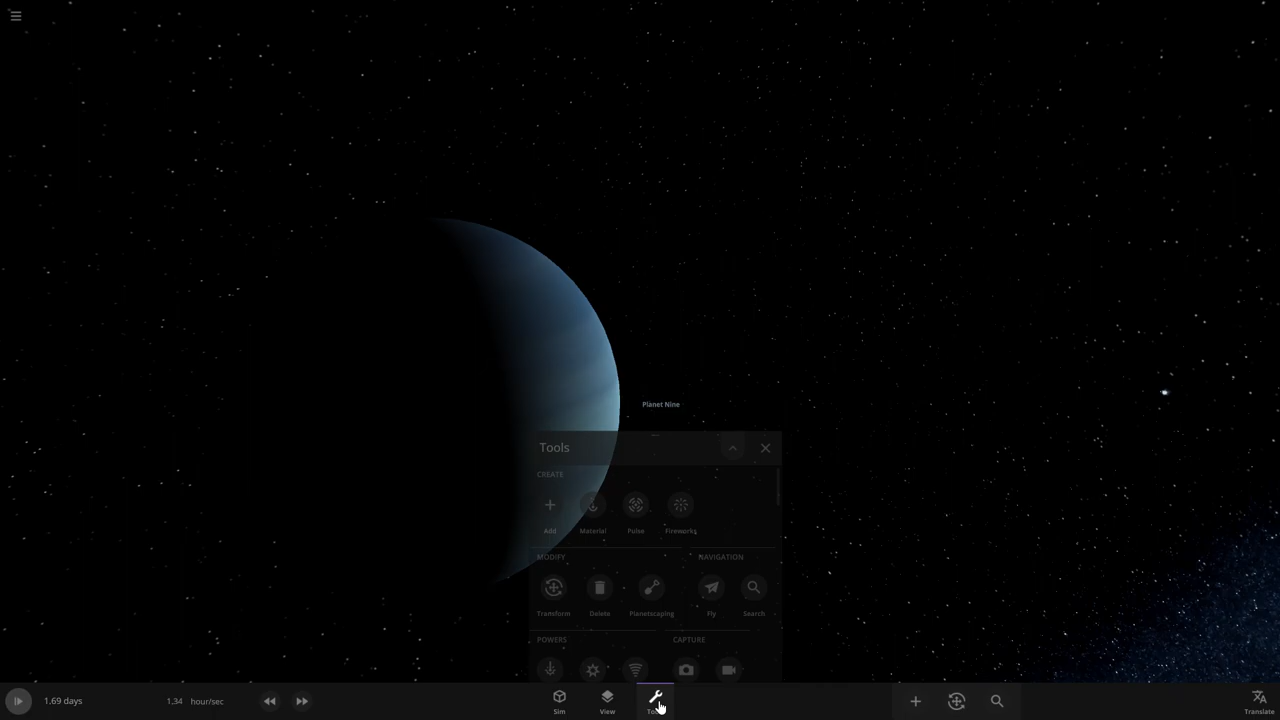 Planet Nine
Tools
CREATE
Add Material Pulse Fireworks
MODIFY NAVIGATION
Transform Delete Planetscaping Fly Search
POWERS CAPTURE
1.69 days 1.34 hour/sec Sim View Translate